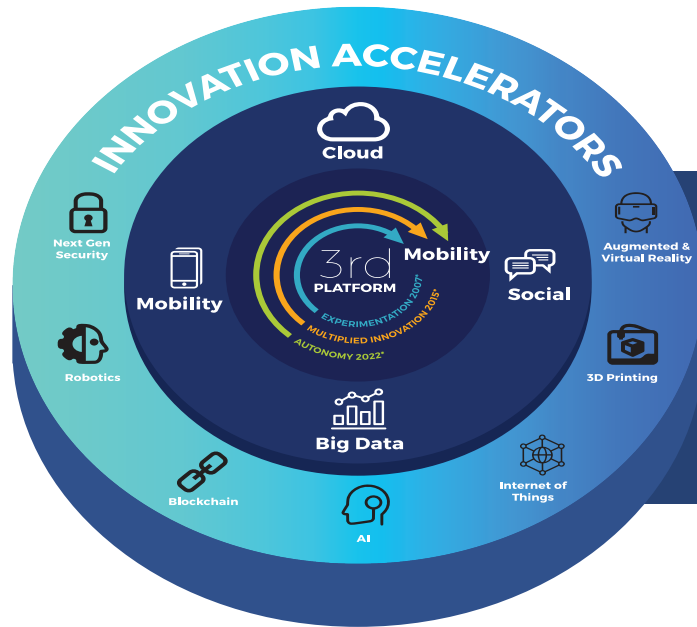 INNOVATION ACCELERATORS
Cloud
Next Gen
Security
Augmented &
Virtual Reality
3rd
PLATFORM
Mobility
Mobility
Social
EXPERIMENTATION 2007*
MULTIPLIED INNOVATION 2015*
AUTONOMY 2022*
Robotics
3D Printing
Big Data
Blockchain
Internet of
Things
AI